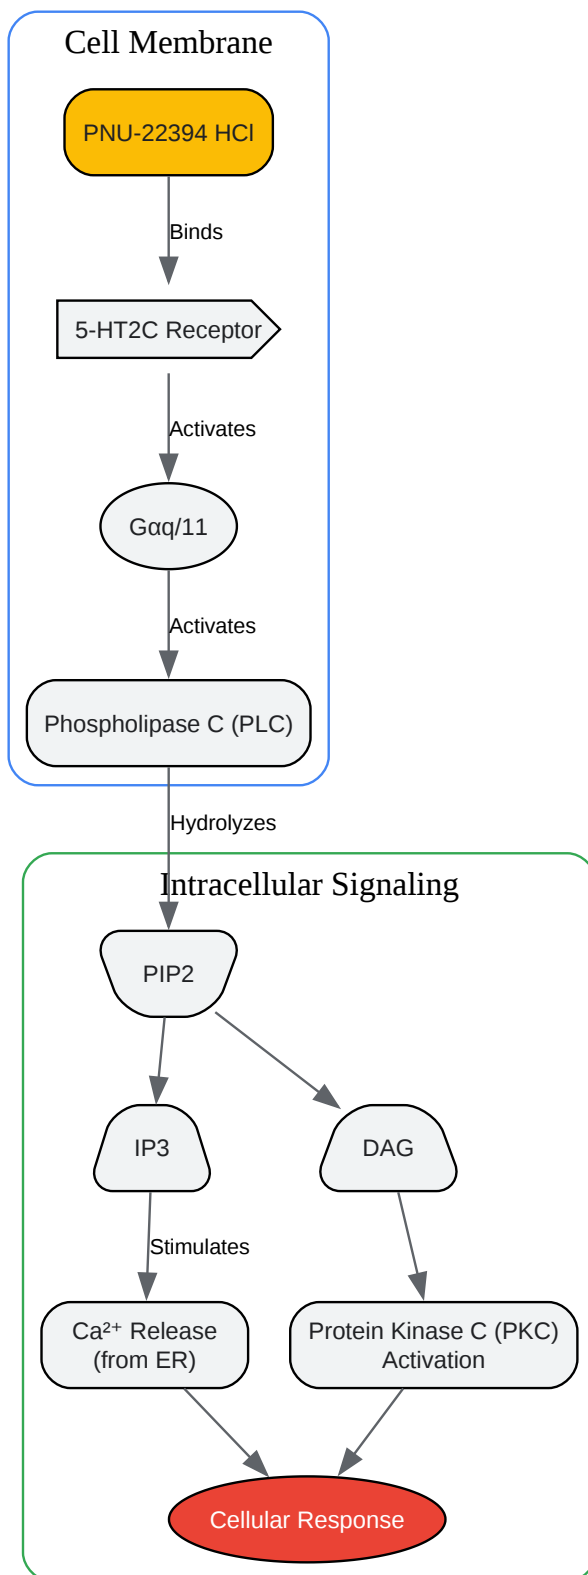 Cell Membrane
PNU-22394 HCl
Binds
5-HT2C Receptor
Activates
Gαq/11
Activates
Phospholipase C (PLC)
Hydrolyzes
Intracellular Signaling
PIP2
IP3
DAG
Stimulates
Ca²⁺ Release
(from ER)
Protein Kinase C (PKC)
Activation
Cellular Response